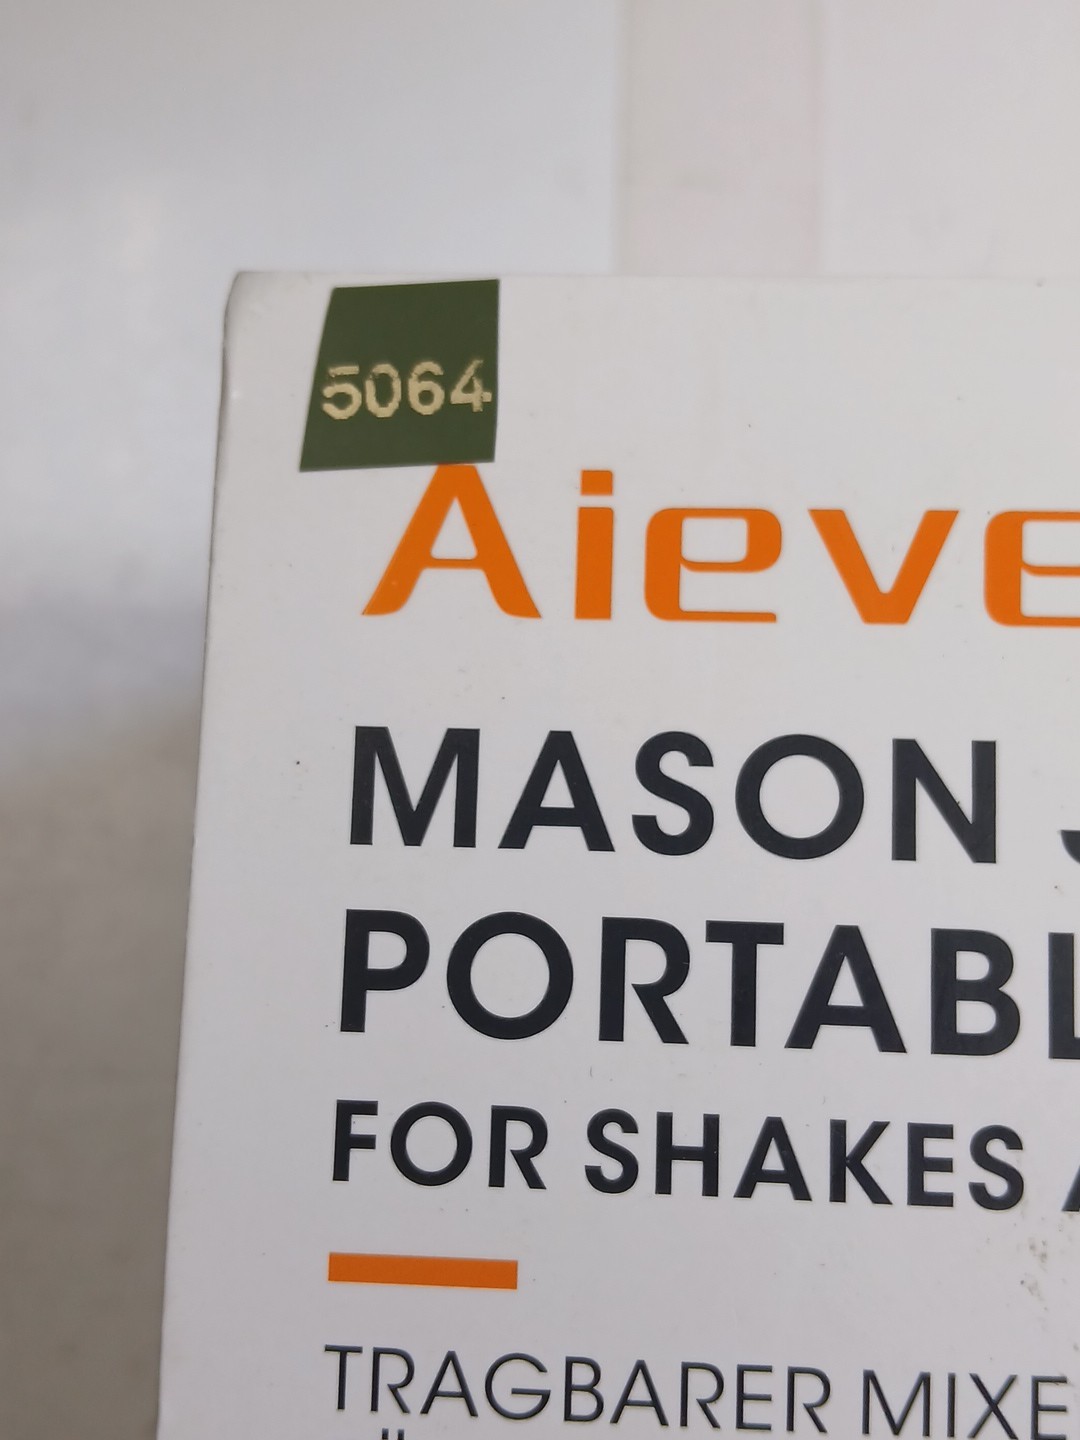 5064
Aieve
MASON
PORTABL
FOR SHAKES
TRAGBARER MIXE